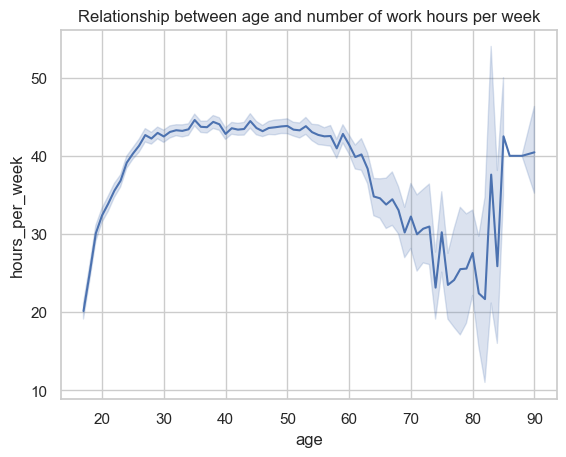 Relationship between age and number of work hours per week
hours_per_week
50
40
30
20
10
20 30 40 50 60 70 80 90
age